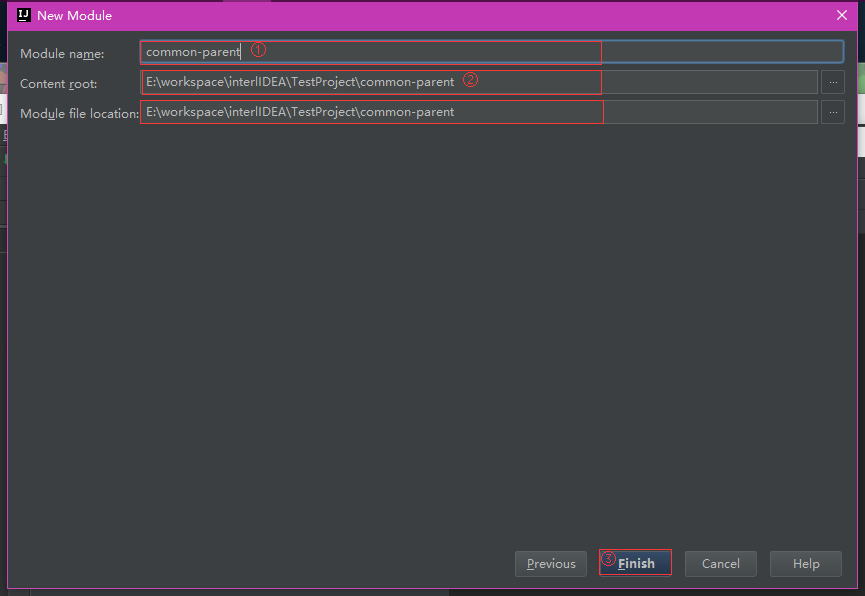 IJ New Module
Module name: common-parent ①
Content root: E:\workspace\interlIDEA\TestProject\common-parent ② ...
Module file location: E:\workspace\interlIDEA\TestProject\common-parent ...
Previous ③ Finish Cancel Help